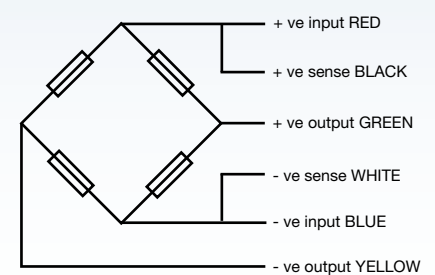 + ve input RED
+ ve sense BLACK
+ ve output GREEN
- ve sense WHITE
- ve input BLUE
- ve output YELLOW